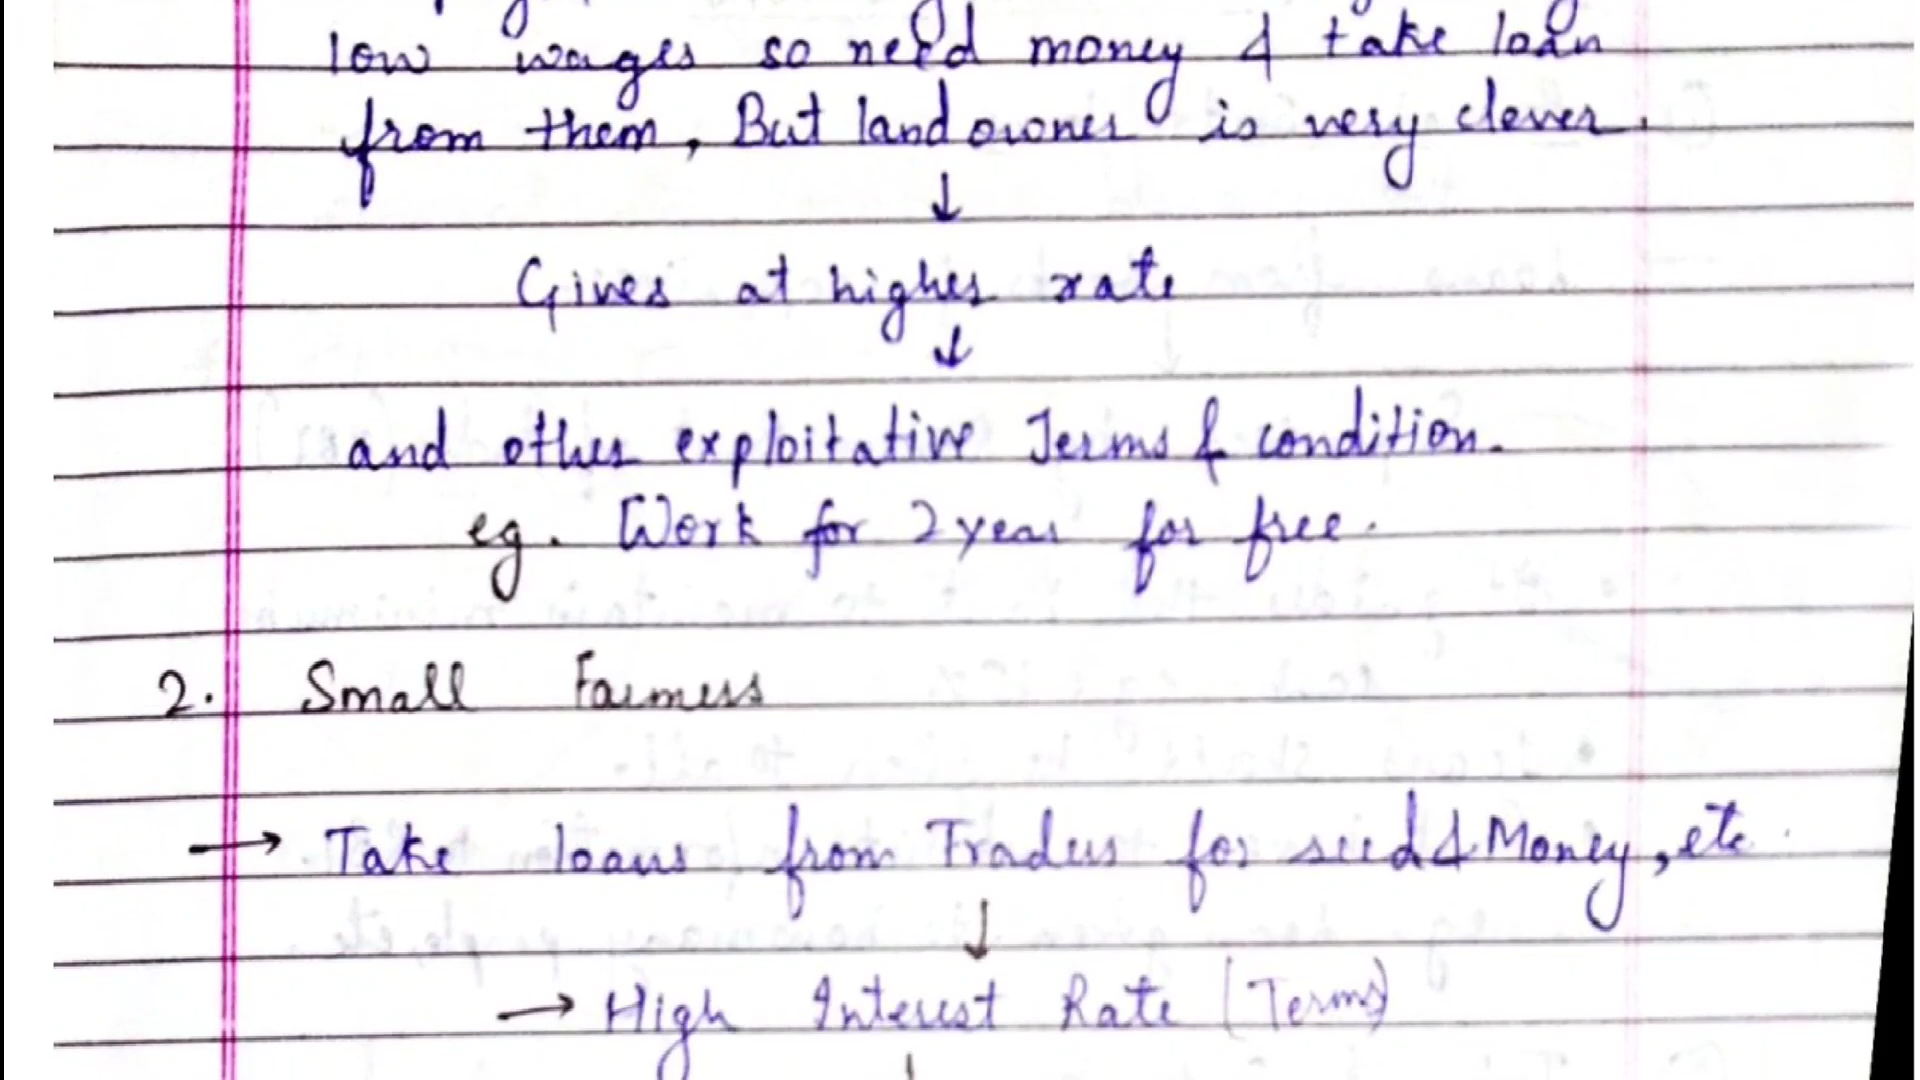 low wages so need money & take loan
from them, But land owner is very clever.
↓
Gives at higher rate
↓
and other exploitative Terms & condition.
eg. Work for 2 year for free.
2. Small Farmers
→ Take loans from Traders for seed & Money, etc.
↓
→ High Interest Rate (Terms)